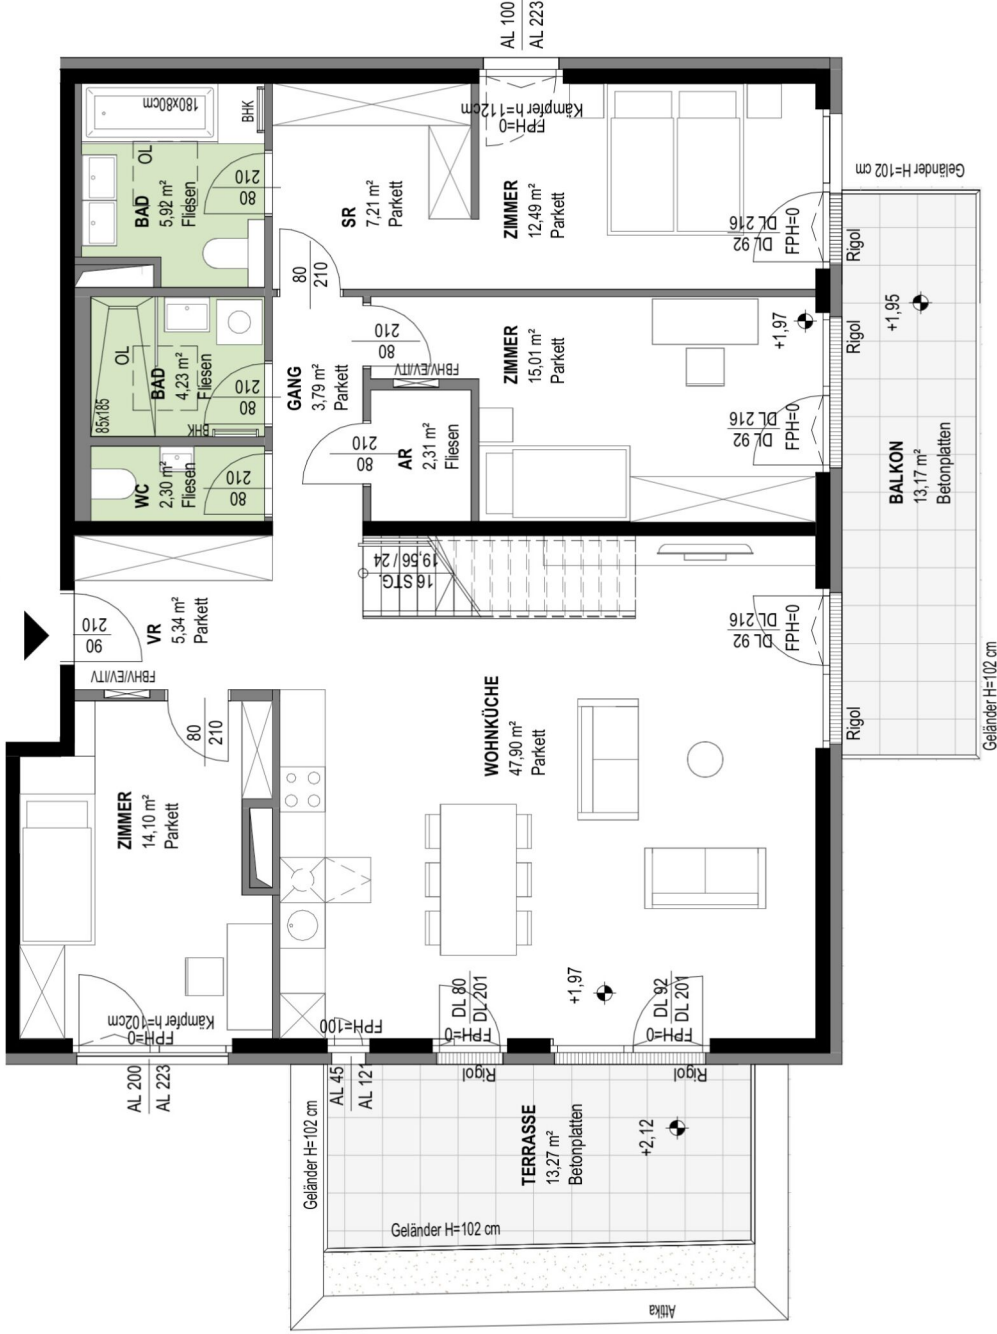 AL 100
AL 223
180x80cm
BHK
OL
BAD
5,92 m²
Fliesen
210
80
SR
7,21 m²
Parkett
Kämpfer h=112cm
FPH=0
ZIMMER
12,49 m²
Parkett
DL 216
DL 92
FPH=0
Rigol
Geländer H=102 cm
80
210
OL
BAD
4,23 m²
Fliesen
85x185
BHK
210
80
GANG
3,79 m²
Parkett
210
80
FBHV/EV/ITV
ZIMMER
15,01 m²
Parkett
+1,97
Rigol
+1,95
DL 216
DL 92
FPH=0
WC
2,30 m²
Fliesen
210
80
210
80
AR
2,31 m²
Fliesen
BALKON
13,17 m²
Betonplatten
16 STG.
19,56 / 24
210
90
VR
5,34 m²
Parkett
FBHV/EV/ITV
DL 216
DL 92
FPH=0
Rigol
Geländer H=102 cm
80
210
WOHNKÜCHE
47,90 m²
Parkett
ZIMMER
14,10 m²
Parkett
Kämpfer h=102cm
FPH=0
AL 200
AL 223
FPH=100
AL 45
AL 121
DL 80
DL 201
FPH=0
Rigol
+1,97
DL 92
DL 201
FPH=0
Rigol
Geländer H=102 cm
TERRASSE
13,27 m²
Betonplatten
+2,12
Geländer H=102 cm
Attika